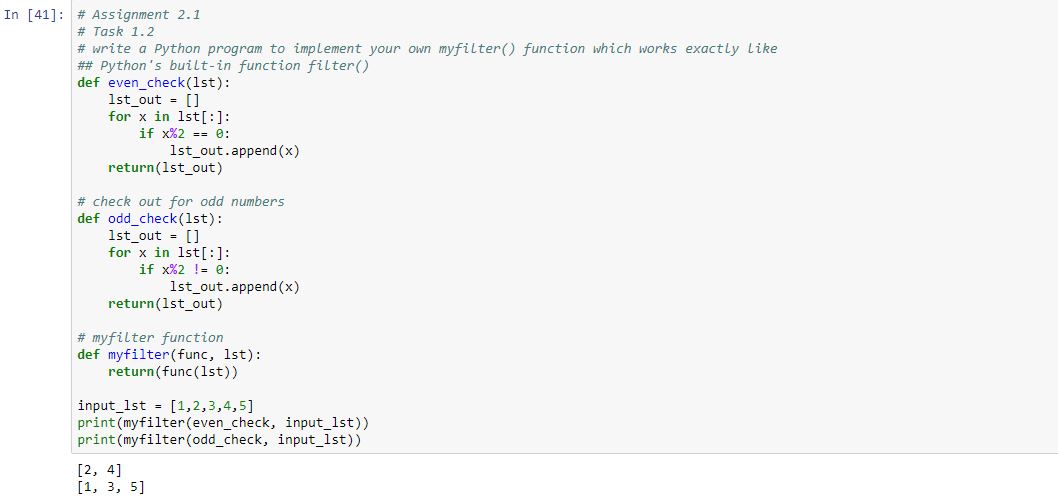 In [41]: # Assignment 2.1
# Task 1.2
# write a Python program to implement your own myfilter() function which works exactly like
## Python's built-in function filter()
def even_check(lst):
    lst_out = []
    for x in lst[:]:
        if x%2 == 0:
            lst_out.append(x)
    return(lst_out)

# check out for odd numbers
def odd_check(lst):
    lst_out = []
    for x in lst[:]:
        if x%2 != 0:
            lst_out.append(x)
    return(lst_out)

# myfilter function
def myfilter(func, lst):
    return(func(lst))

input_lst = [1,2,3,4,5]
print(myfilter(even_check, input_lst))
print(myfilter(odd_check, input_lst))
[2, 4]
[1, 3, 5]